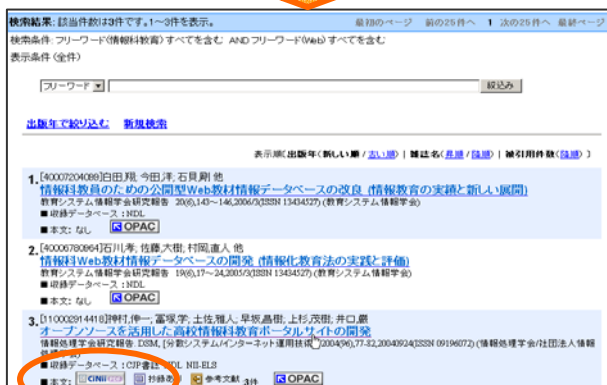 検索結果: 該当件数は3件です。1～3件を表示。 最初のページ 前の25件へ 1 次の25件へ 最終ページ
検索条件: フリーワード(情報科教育) すべてを含む AND フリーワード(Web) すべてを含む
表示条件 (全件)
フリーワード 絞込み
出版年で絞り込む 新規検索
表示順( 出版年(新しい順 / 古い順) | 雑誌名(昇順 / 降順) | 被引用件数(降順) )
1. [40007204089]白田,琨; 今田,洋; 石貝,剛 他
情報科教員のための公開型Web教材情報データベースの改良 (情報教育の実績と新しい展開)
教育システム情報学会研究報告 20(6),143～146,2006/3(ISSN 13434527) (教育システム情報学会)
■収録データベース : NDL
■本文: なし OPAC
2. [40006780964]石川,孝; 佐藤,大樹; 村岡,直人 他
情報科Web教材情報データベースの開発 (情報化教育法の実践と評価)
教育システム情報学会研究報告 19(6),17～24,2005/3(ISSN 13434527) (教育システム情報学会)
■収録データベース : NDL
■本文: なし OPAC
3. [110002914418]神村,伸一; 富塚,学; 土佐,雅人; 早坂,昌樹; 上杉,茂樹; 井口,巌
オープンソースを活用した高校情報科教育ポータルサイトの開発
情報処理学会研究報告. DSM, [分散システム/インターネット運用技術] 2004(96),77-82,20040924(ISSN 09196072) (情報処理学会/社団法人情報
■収録データベース : CJP書誌 NDL NII-ELS
■本文: CiNii 抄録あり 参考文献 3件 OPAC